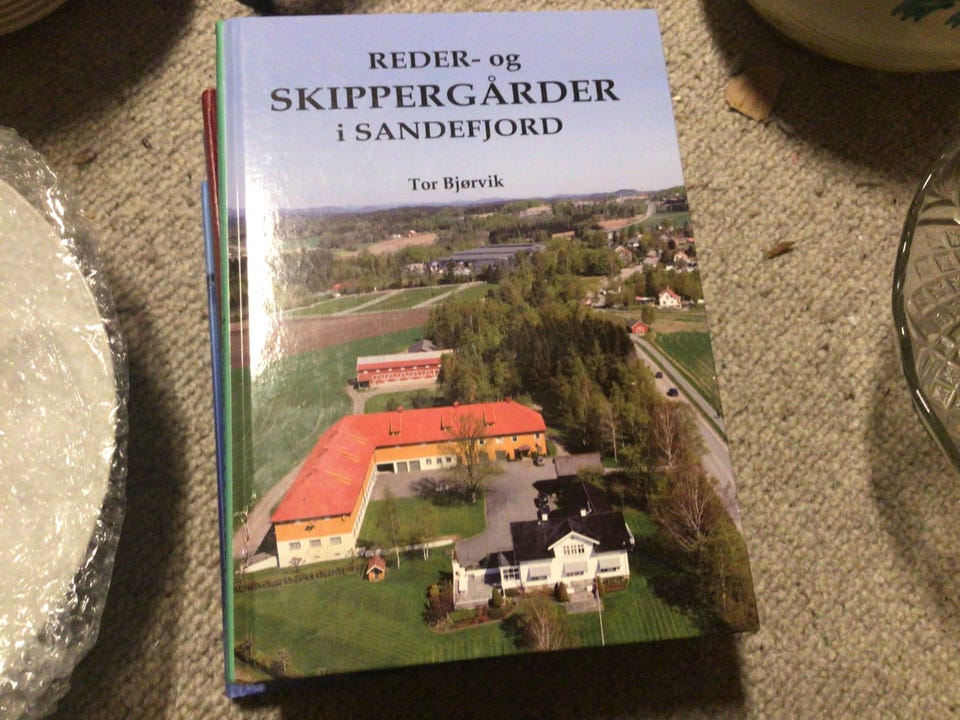 REDER- og
SKIPPERGÅRDER
i SANDEFJORD
Tor Bjørvik